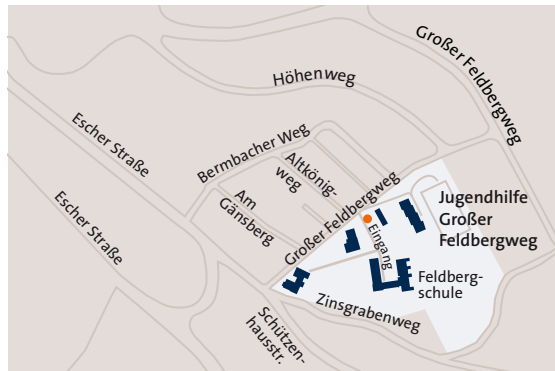 Großer Feldbergweg
Höhenweg
Escher Straße
Bermbacher Weg
Altkönig-
weg
Am
Gänsberg
Escher Straße
Großer Feldbergweg
Eingang
Jugendhilfe
Großer
Feldbergweg
Feldberg-
schule
Zinsgrabenweg
Schützen-
hausstr.